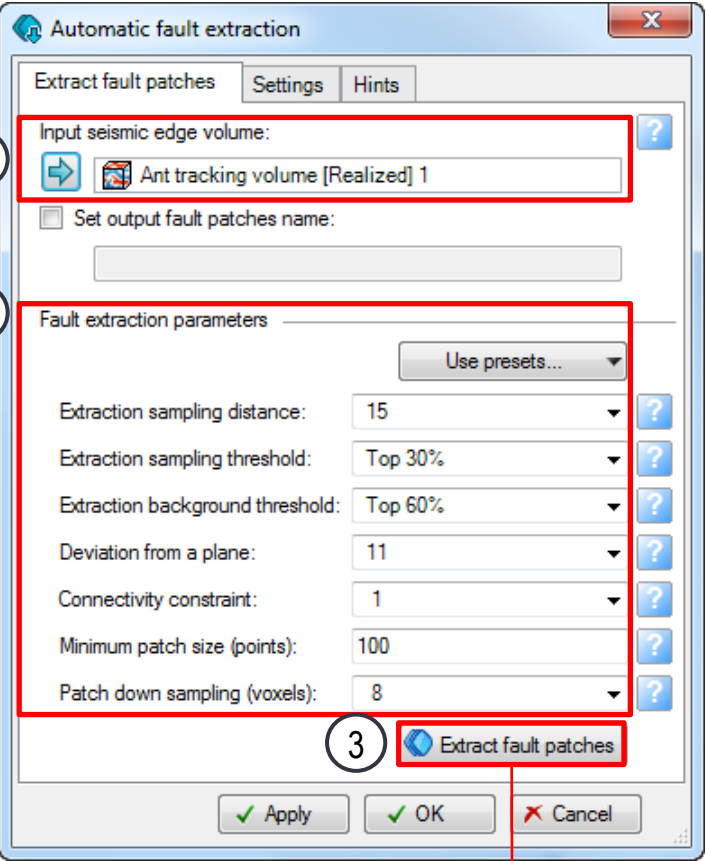 Automatic fault extraction
Extract fault patches Settings Hints
Input seismic edge volume: ?
Ant tracking volume [Realized] 1
Set output fault patches name:
Fault extraction parameters
Use presets...
Extraction sampling distance: 15 ?
Extraction sampling threshold: Top 30% ?
Extraction background threshold: Top 60% ?
Deviation from a plane: 11 ?
Connectivity constraint: 1 ?
Minimum patch size (points): 100 ?
Patch down sampling (voxels): 8 ?
3 Extract fault patches
Apply OK Cancel